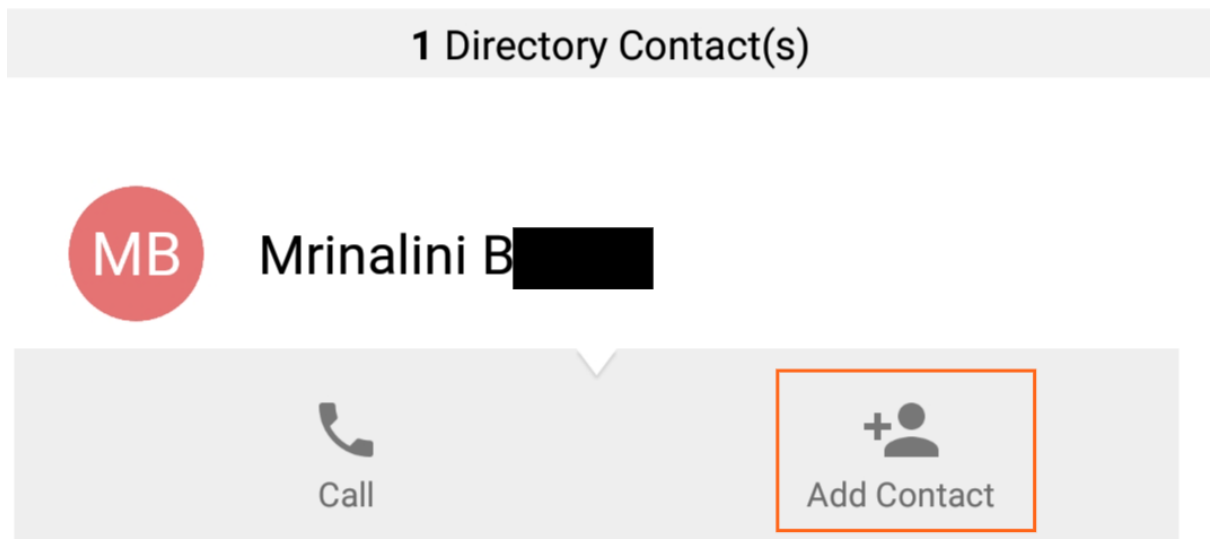 1 Directory Contact(s)
MB
Mrinalini B
Call
Add Contact